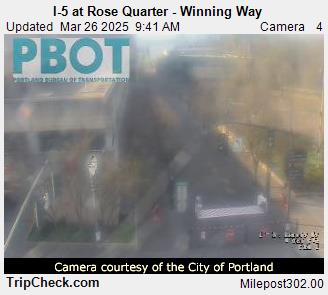 I-5 at Rose Quarter - Winning Way
Updated Mar 26 2025 9:41 AM Camera 4
PBOT
PORTLAND BUREAU OF TRANSPORTATION
Camera courtesy of the City of Portland
TripCheck.com Milepost302.00